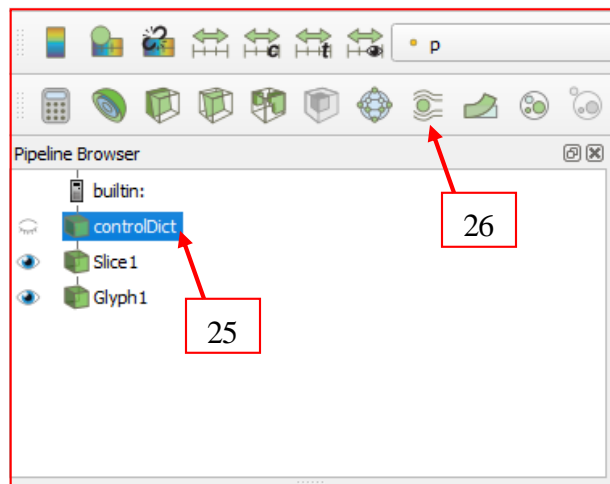 c t p
Pipeline Browser
builtin:
controlDict
26
Slice1
Glyph1
25